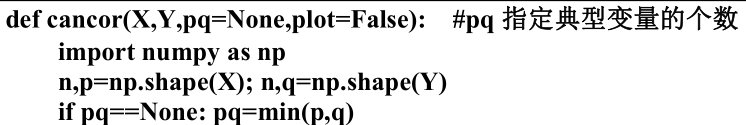 def cancor(X,Y,pq=None,plot=False): #pq 指定典型变量的个数
import numpy as np
n,p=np.shape(X); n,q=np.shape(Y)
if pq==None: pq=min(p,q)